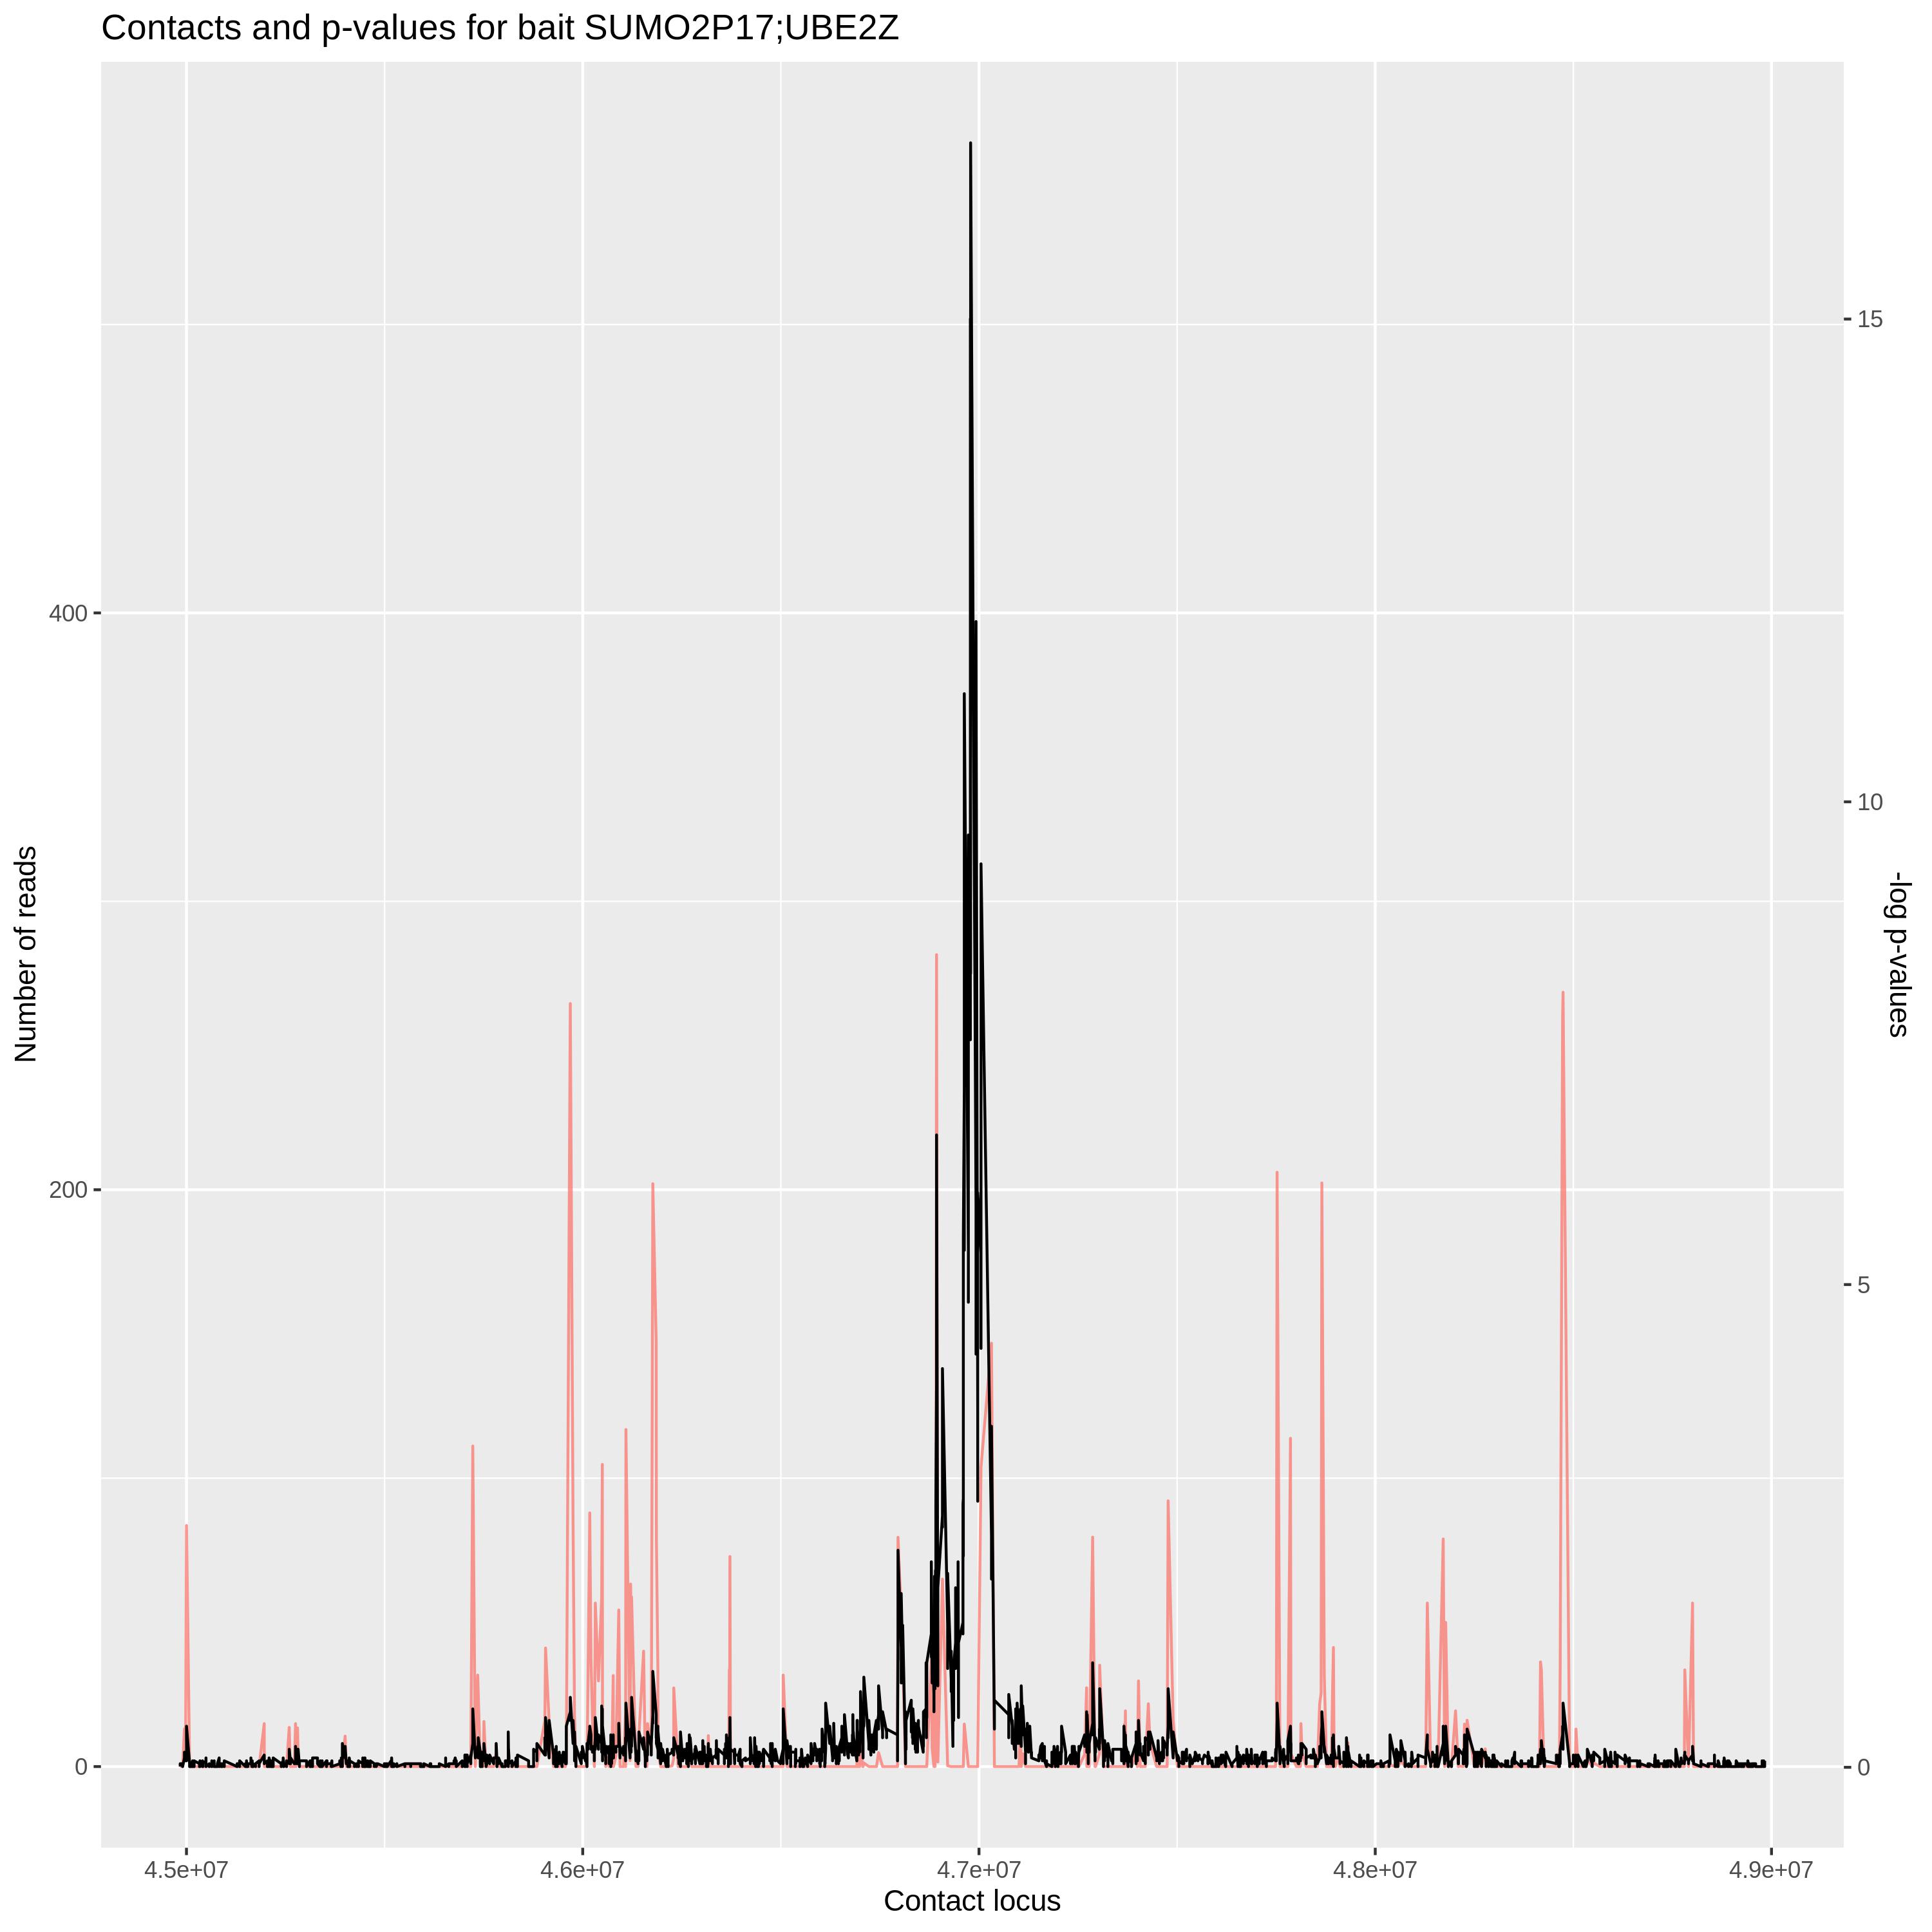 Contacts and p-values for bait SUMO2P17;UBE2Z
Number of reads
400
200
0
15
10
5
0
-log p-values
4.5e+07
4.6e+07
4.7e+07
4.8e+07
4.9e+07
Contact locus